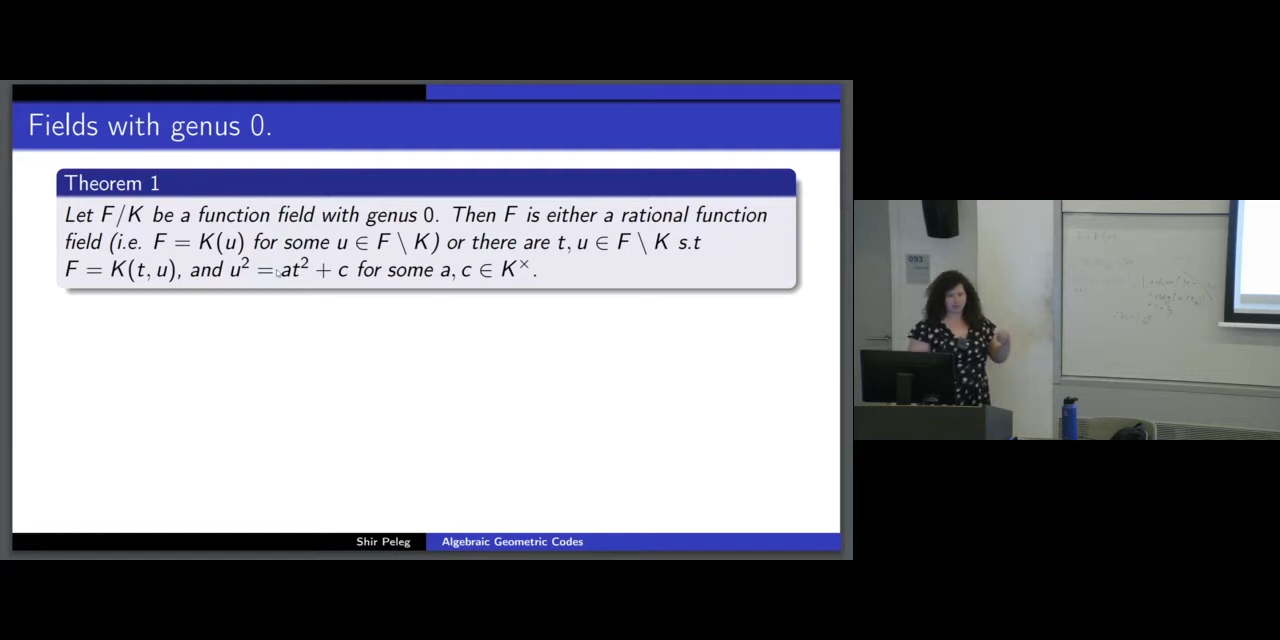 Fields with genus 0.
Theorem 1
Let F/K be a function field with genus 0. Then F is either a rational function
field (i.e. F = K(u) for some u ∈ F \ K) or there are t, u ∈ F \ K s.t
F = K(t, u), and u² = at² + c for some a, c ∈ K×.
Shir Peleg
Algebraic Geometric Codes
093